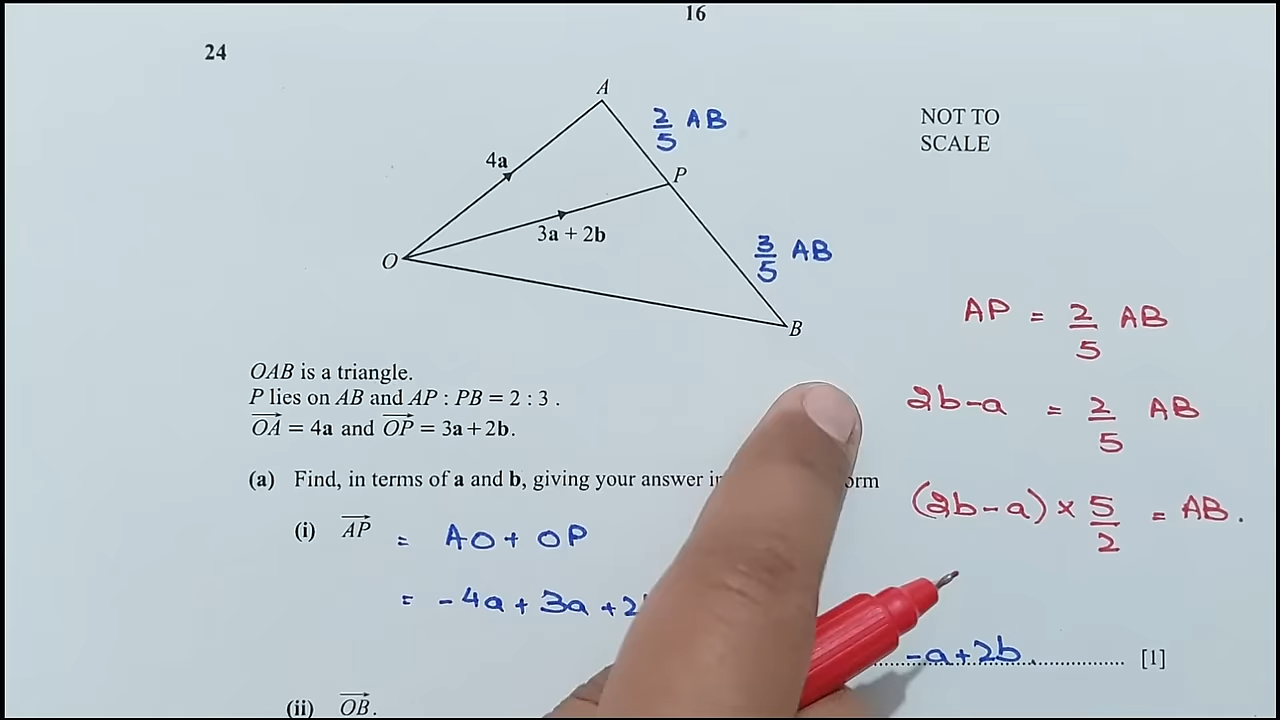 16
24
A
2/5 AB
NOT TO
SCALE
4a
P
3a + 2b
O
3/5 AB
B
AP = 2/5 AB
OAB is a triangle.
P lies on AB and AP : PB = 2 : 3 .
2b-a = 2/5 AB
OA = 4a and OP = 3a + 2b.
(a) Find, in terms of a and b, giving your answer
(2b-a) × 5/2 = AB.
(i) AP = AO + OP
= -4a + 3a + 2
-a+2b [1]
(ii) OB.